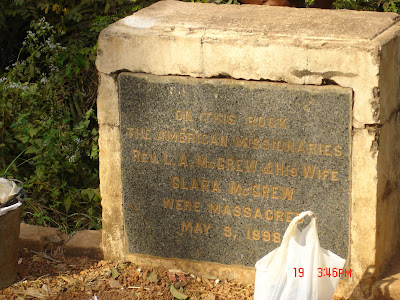 ON THIS ROCK
THE AMERICAN MISSIONARIES
REV. L. A. MCGREW & HIS WIFE
CLARA MCGREW
WERE MASSACRED
MAY 9, 1898
19 3:45PM